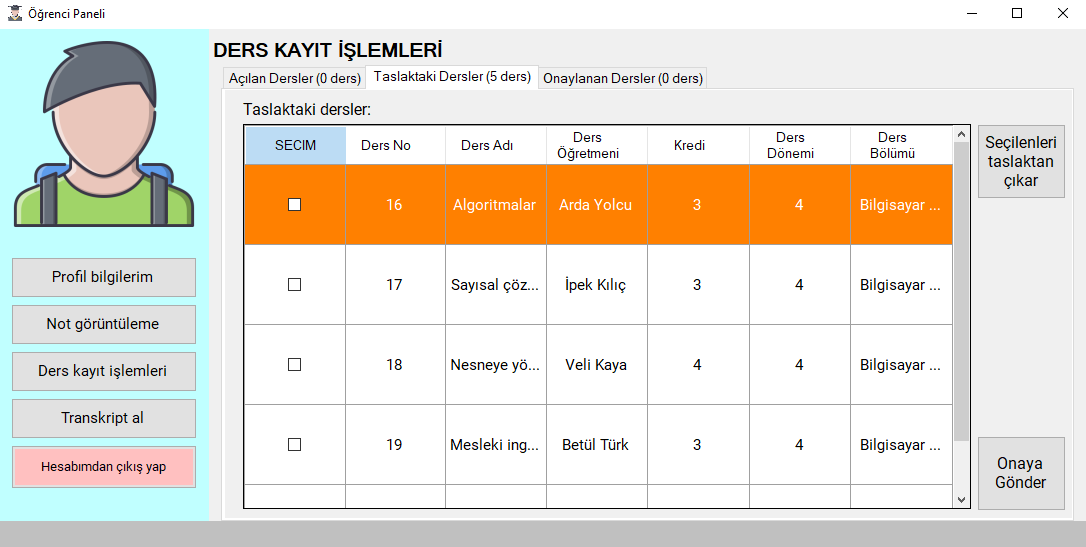 Öğrenci Paneli
DERS KAYIT İŞLEMLERİ
Açılan Dersler (0 ders) Taslaktaki Dersler (5 ders) Onaylanan Dersler (0 ders)
Taslaktaki dersler:
SECIM Ders No Ders Adı Ders Öğretmeni Kredi Ders Dönemi Ders Bölümü
16 Algoritmalar Arda Yolcu 3 4 Bilgisayar ...
17 Sayısal çöz... İpek Kılıç 3 4 Bilgisayar ...
18 Nesneye yö... Veli Kaya 4 4 Bilgisayar ...
19 Mesleki ing... Betül Türk 3 4 Bilgisayar ...
Seçilenleri
taslaktan
çıkar
Onaya
Gönder
Profil bilgilerim
Not görüntüleme
Ders kayıt işlemleri
Transkript al
Hesabımdan çıkış yap